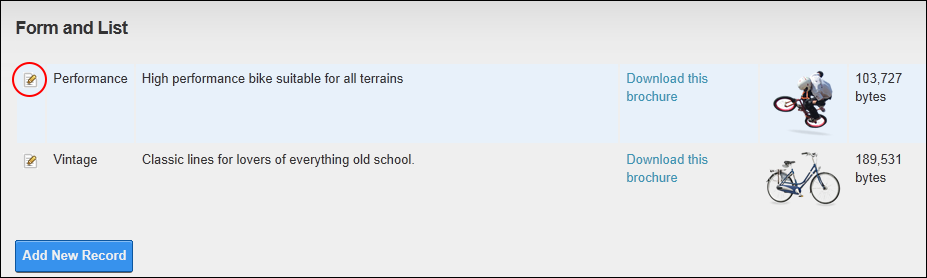 Form and List
Performance High performance bike suitable for all terrains Download this 103,727
brochure bytes
Vintage Classic lines for lovers of everything old school. Download this 189,531
brochure bytes
Add New Record